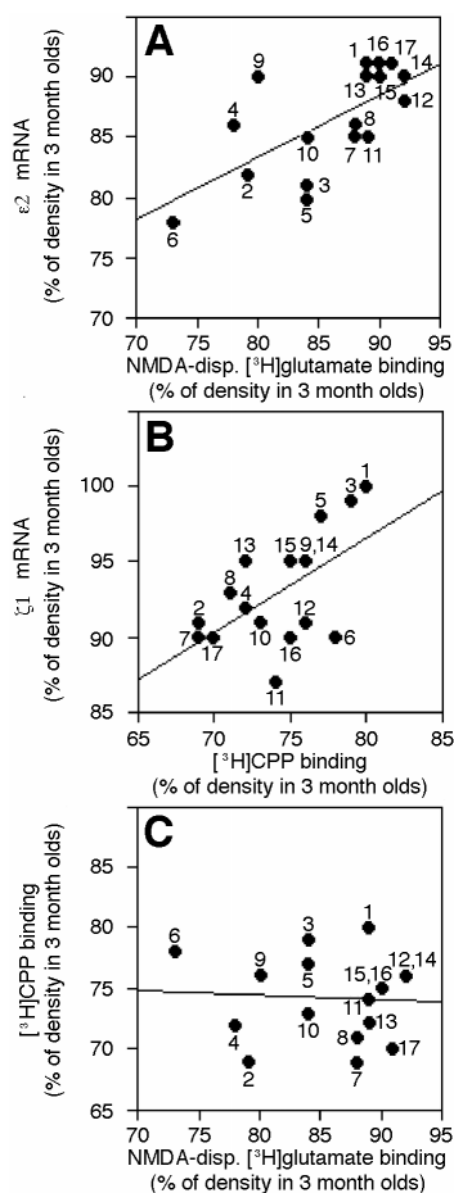 A
ε2 mRNA
(% of density in 3 month olds)
90
85
80
75
70
1 16 17
9 14
13 15 12
4 8
10 7 11
2 3
5
6
70 75 80 85 90 95
NMDA-disp. [³H]glutamate binding
(% of density in 3 month olds)
B
ζ1 mRNA
(% of density in 3 month olds)
100
95
90
85
1
3
5
13 15 9,14
8
2 4 12
7 17 10 16 6
11
65 70 75 80 85
[³H]CPP binding
(% of density in 3 month olds)
C
[³H]CPP binding
(% of density in 3 month olds)
85
80
75
70
65
1
3
6
9 5 15,16 12,14
11
4 10 13
8 17
2 7
70 75 80 85 90 95
NMDA-disp. [³H]glutamate binding
(% of density in 3 month olds)